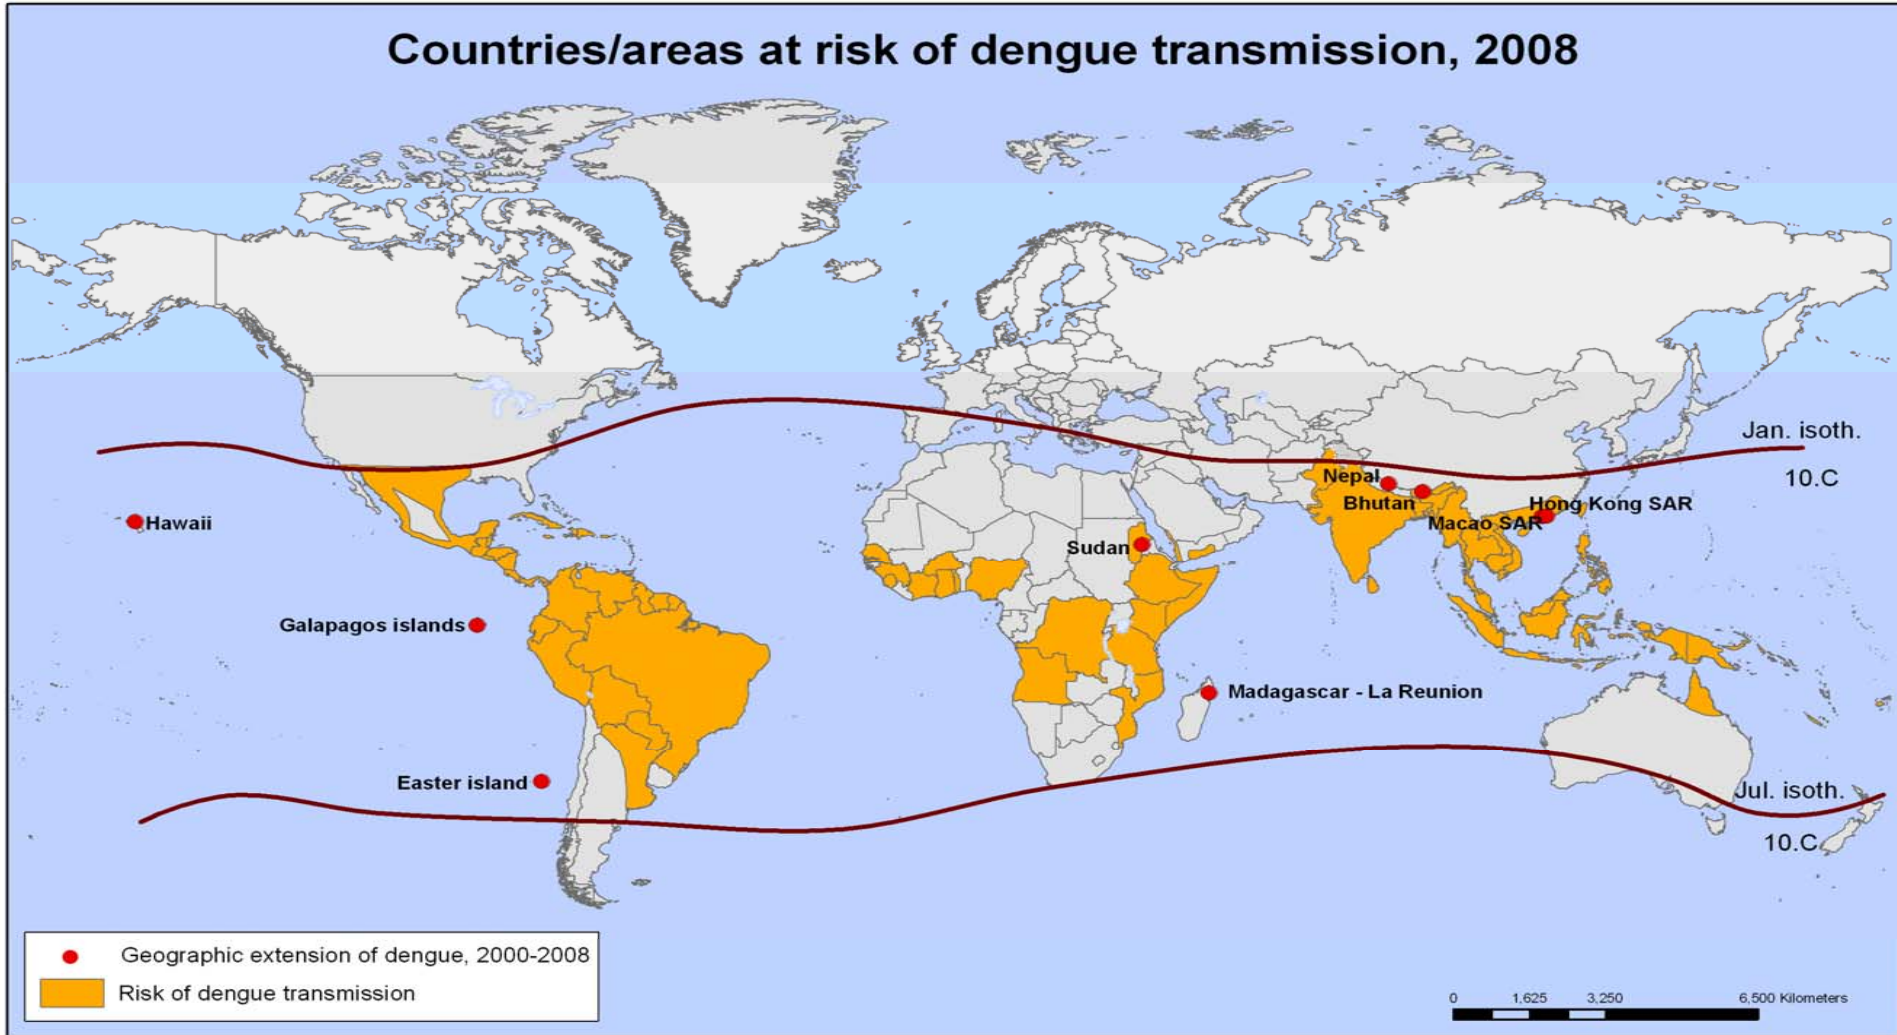 Countries/areas at risk of dengue transmission, 2008
Jan. isoth.
10.C
Nepal
Bhutan
Hong Kong SAR
Macao SAR
Hawaii
Sudan
Galapagos islands
Madagascar - La Reunion
Easter island
Jul. isoth.
10.C
Geographic extension of dengue, 2000-2008
Risk of dengue transmission
0 1,625 3,250 6,500 Kilometers